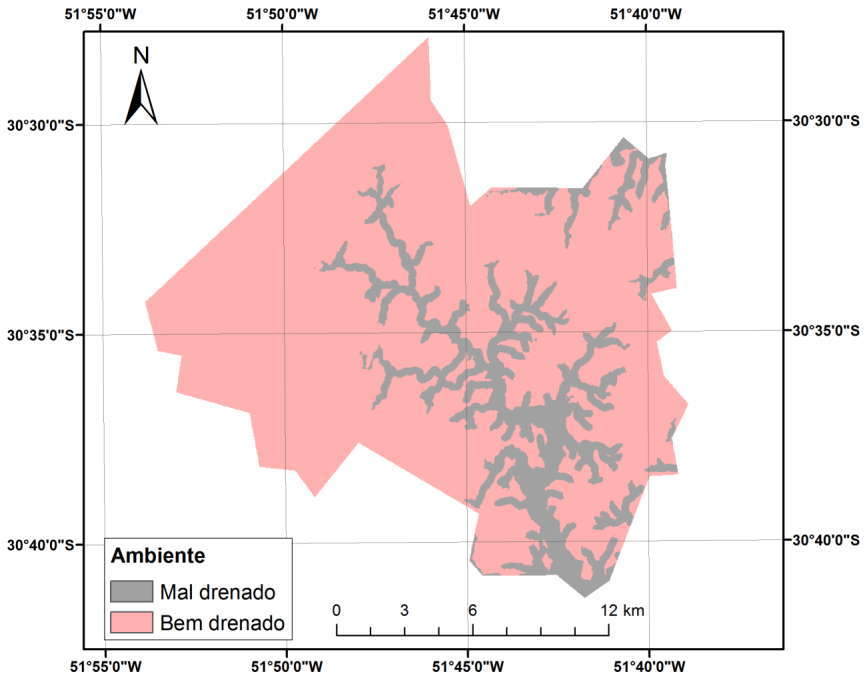 51°55'0"W 51°50'0"W 51°45'0"W 51°40'0"W
N
30°30'0"S 30°30'0"S
30°35'0"S 30°35'0"S
30°40'0"S 30°40'0"S
Ambiente
Mal drenado
Bem drenado
0 3 6 12 km
51°55'0"W 51°50'0"W 51°45'0"W 51°40'0"W